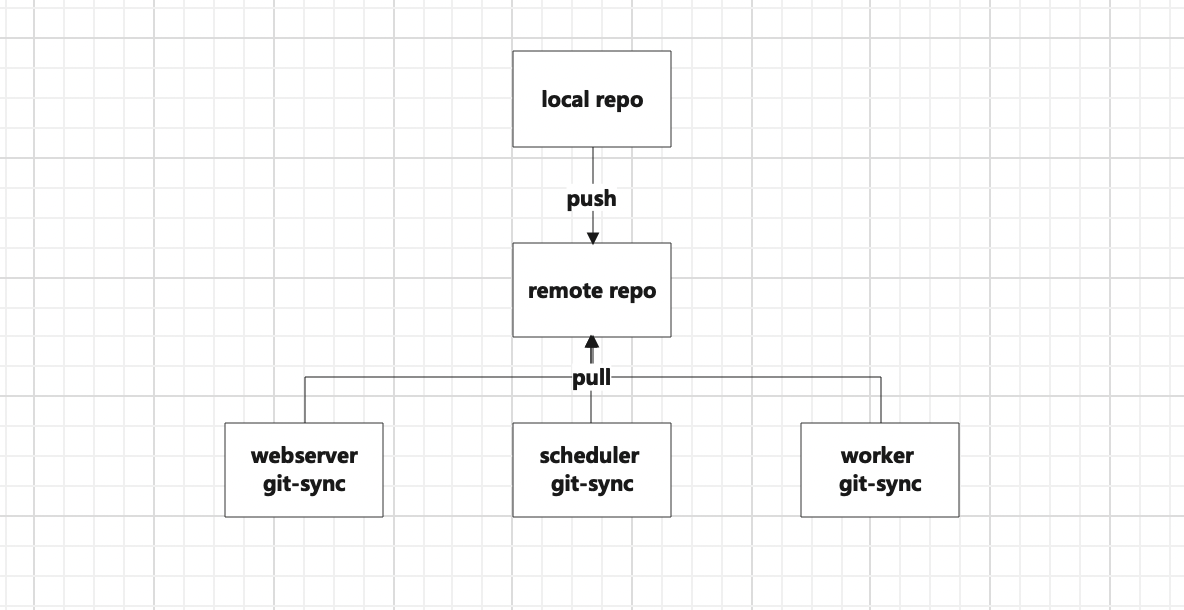 local repo
push
remote repo
pull
webserver
git-sync
scheduler
git-sync
worker
git-sync